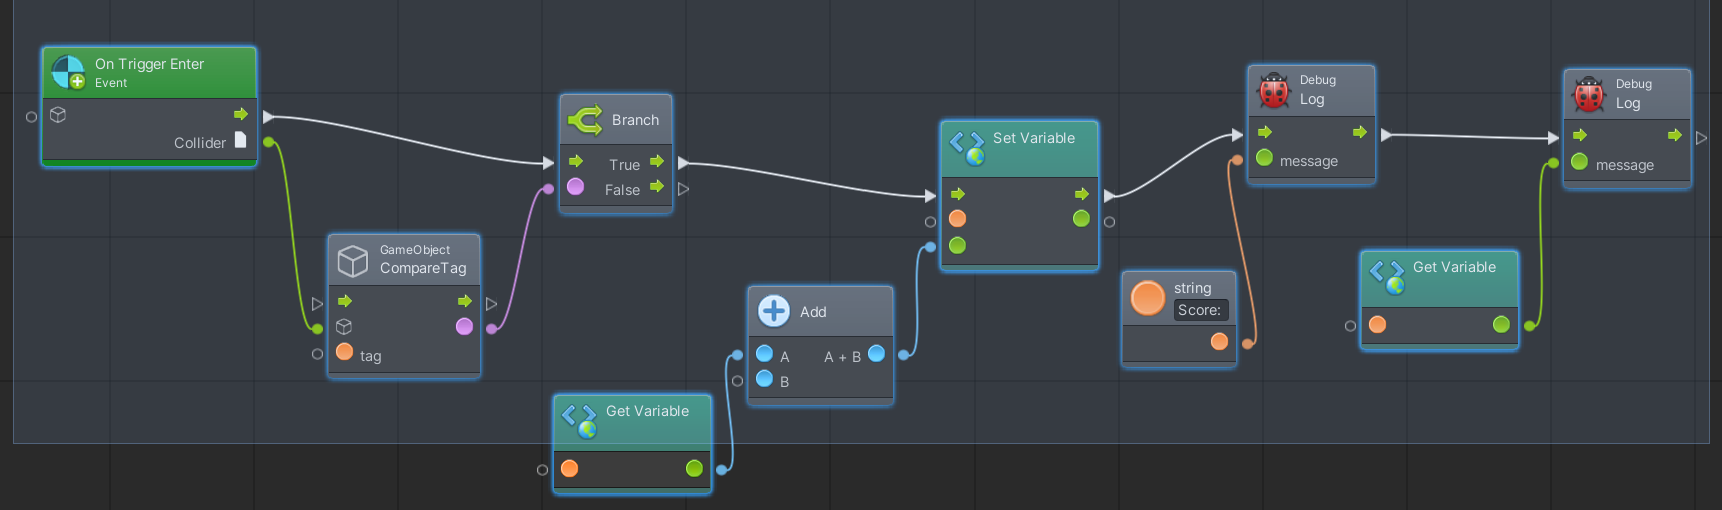 On Trigger Enter
Event
Collider
GameObject
CompareTag
tag
Branch
True
False
Get Variable
Add
A A + B
B
Set Variable
string
Score:
Debug
Log
message
Get Variable
Debug
Log
message